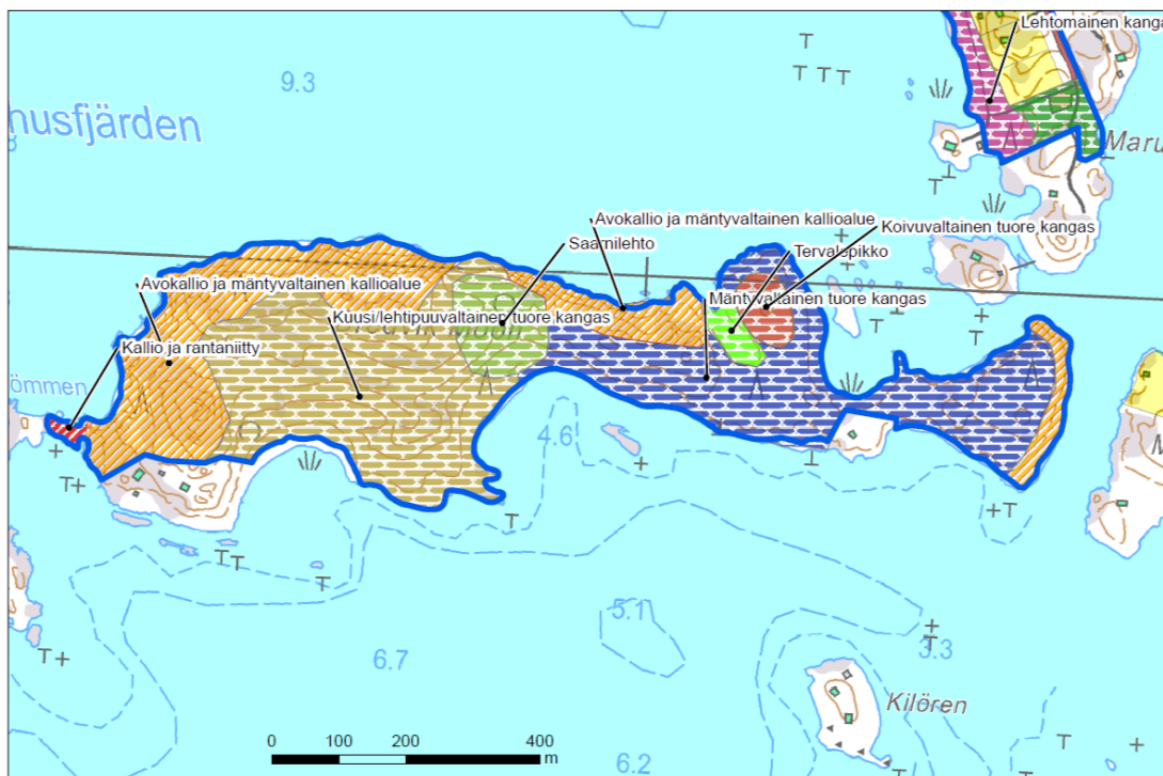 Lehtomainen kanga
9.3
husfjärden
Maru
Avokallio ja mäntyvaltainen kallioalue
Koivuvaltainen tuore kangas
Saarnilehto
Tervalepikko
Avokallio ja mäntyvaltainen kallioalue
Mäntyvaltainen tuore kangas
Kuusi/lehtipuuvaltainen tuore kangas
Kallio ja rantaniitty
ömmen
4.6
M
5.1
6.7
3.3
Kilören
0 100 200 400
m
6.2